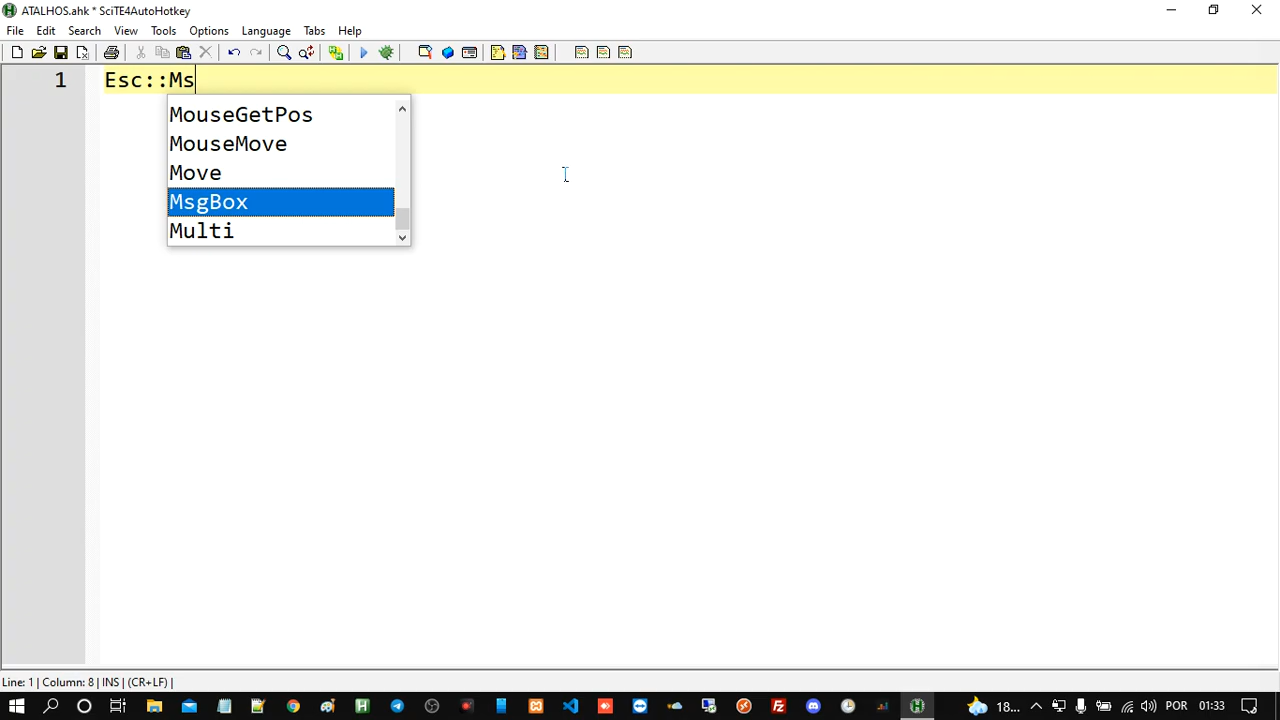 ATALHOS.ahk * SciTE4AutoHotkey
File Edit Search View Tools Options Language Tabs Help
1 Esc::Ms
MouseGetPos
MouseMove
Move
MsgBox
Multi
Line: 1 | Column: 8 | INS | (CR+LF) |
18... POR 01:33